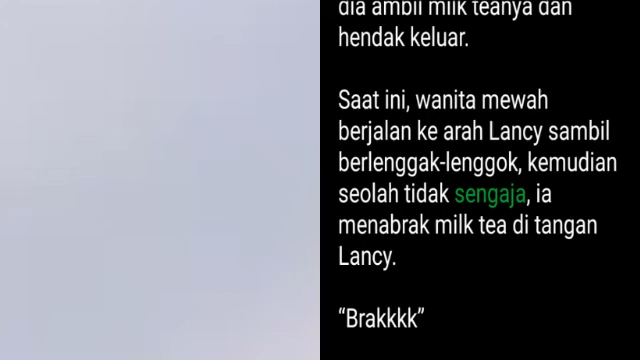 dia ambil milk teanya dan
hendak keluar.
Saat ini, wanita mewah
berjalan ke arah Lancy sambil
berlenggak-lenggok, kemudian
seolah tidak sengaja, ia
menabrak milk tea di tangan
Lancy.
“Brakkkk”